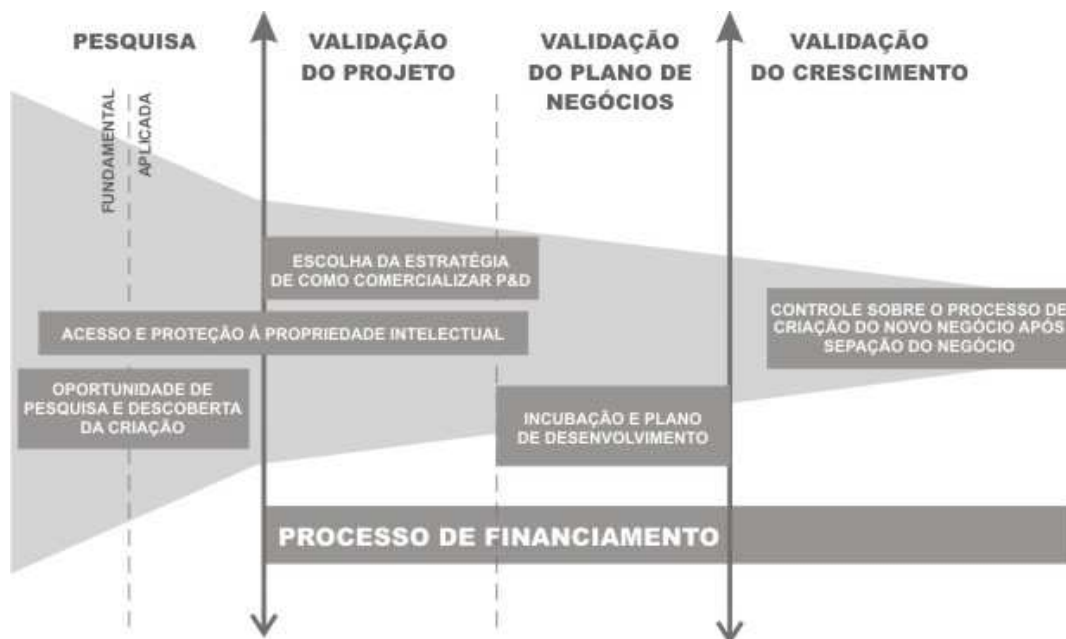 PESQUISA
VALIDAÇÃO
DO PROJETO
VALIDAÇÃO
DO PLANO DE
NEGÓCIOS
VALIDAÇÃO
DO CRESCIMENTO
FUNDAMENTAL
APLICADA
ESCOLHA DA ESTRATÉGIA
DE COMO COMERCIALIZAR P&D
ACESSO E PROTEÇÃO À PROPRIEDADE INTELECTUAL
CONTROLE SOBRE O PROCESSO DE
CRIAÇÃO DO NOVO NEGÓCIO APÓS
SEPAÇÃO DO NEGÓCIO
OPORTUNIDADE DE
PESQUISA E DESCOBERTA
DA CRIAÇÃO
INCUBAÇÃO E PLANO
DE DESENVOLVIMENTO
PROCESSO DE FINANCIAMENTO